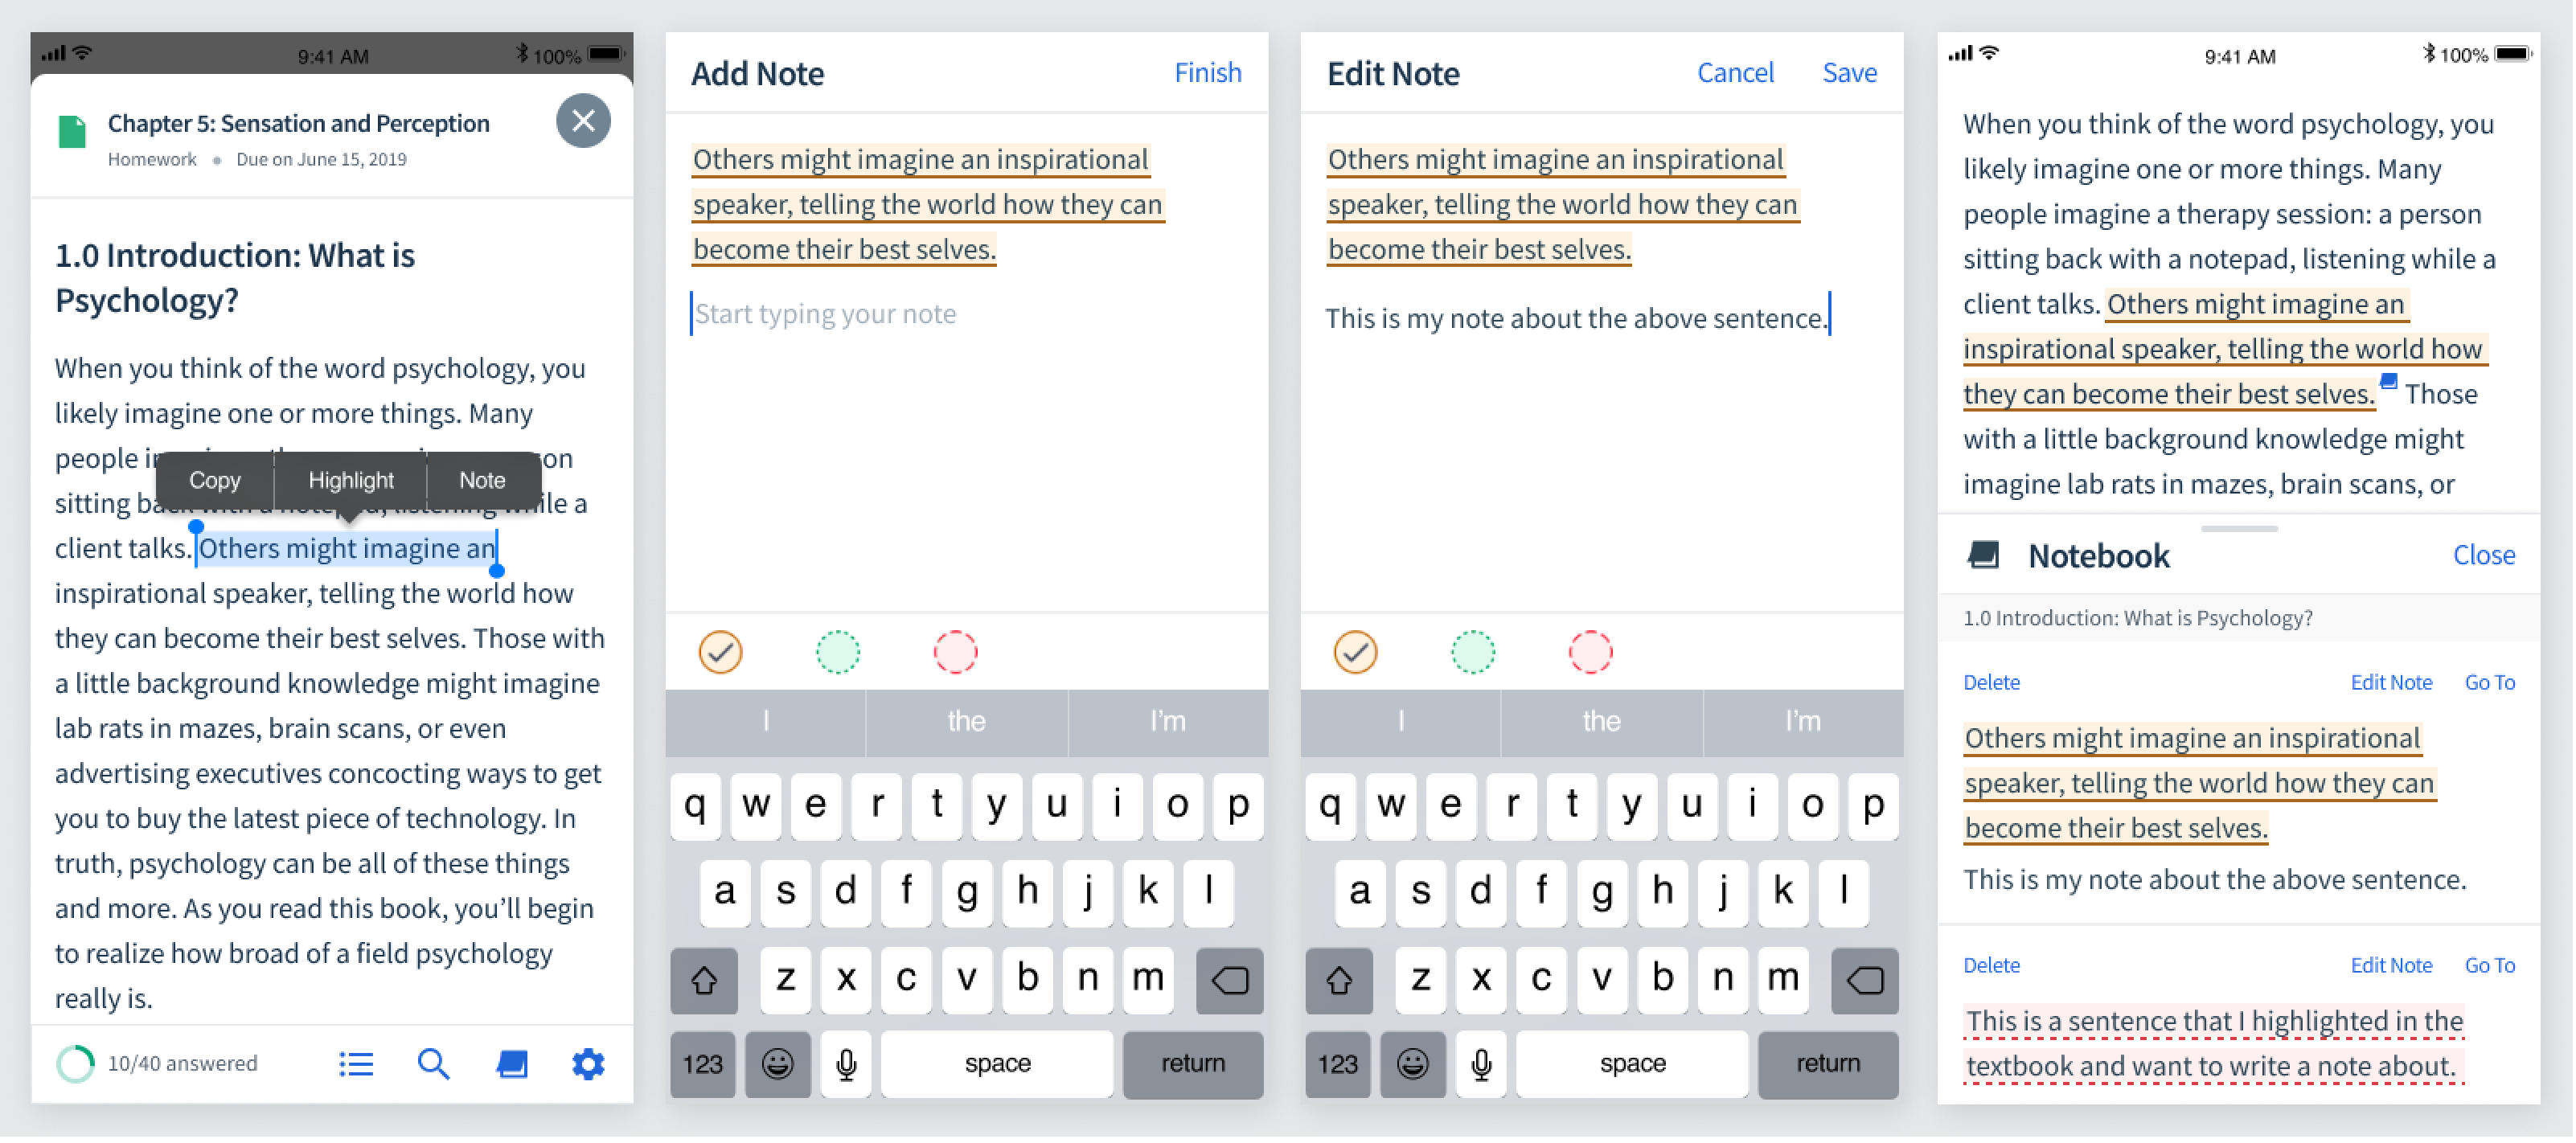 9:41 AM
100%
Chapter 5: Sensation and Perception
Homework • Due on June 15, 2019
1.0 Introduction: What is
Psychology?
When you think of the word psychology, you
likely imagine one or more things. Many
people
on
sitting
while a
Copy
Highlight
Note
client talks. Others might imagine an
inspirational speaker, telling the world how
they can become their best selves. Those with
a little background knowledge might imagine
lab rats in mazes, brain scans, or even
advertising executives concocting ways to get
you to buy the latest piece of technology. In
truth, psychology can be all of these things
and more. As you read this book, you’ll begin
to realize how broad of a field psychology
really is.
10/40 answered
Add Note
Finish
Others might imagine an inspirational
speaker, telling the world how they can
become their best selves.
Start typing your note
I the I’m
q w e r t y u i o p
a s d f g h j k l
z x c v b n m
123 space return
Edit Note
Cancel Save
Others might imagine an inspirational
speaker, telling the world how they can
become their best selves.
This is my note about the above sentence.
I the I’m
q w e r t y u i o p
a s d f g h j k l
z x c v b n m
123 space return
9:41 AM
100%
When you think of the word psychology, you
likely imagine one or more things. Many
people imagine a therapy session: a person
sitting back with a notepad, listening while a
client talks. Others might imagine an
inspirational speaker, telling the world how
they can become their best selves. Those
with a little background knowledge might
imagine lab rats in mazes, brain scans, or
Notebook
Close
1.0 Introduction: What is Psychology?
Delete Edit Note Go To
Others might imagine an inspirational
speaker, telling the world how they can
become their best selves.
This is my note about the above sentence.
Delete Edit Note Go To
This is a sentence that I highlighted in the
textbook and want to write a note about.